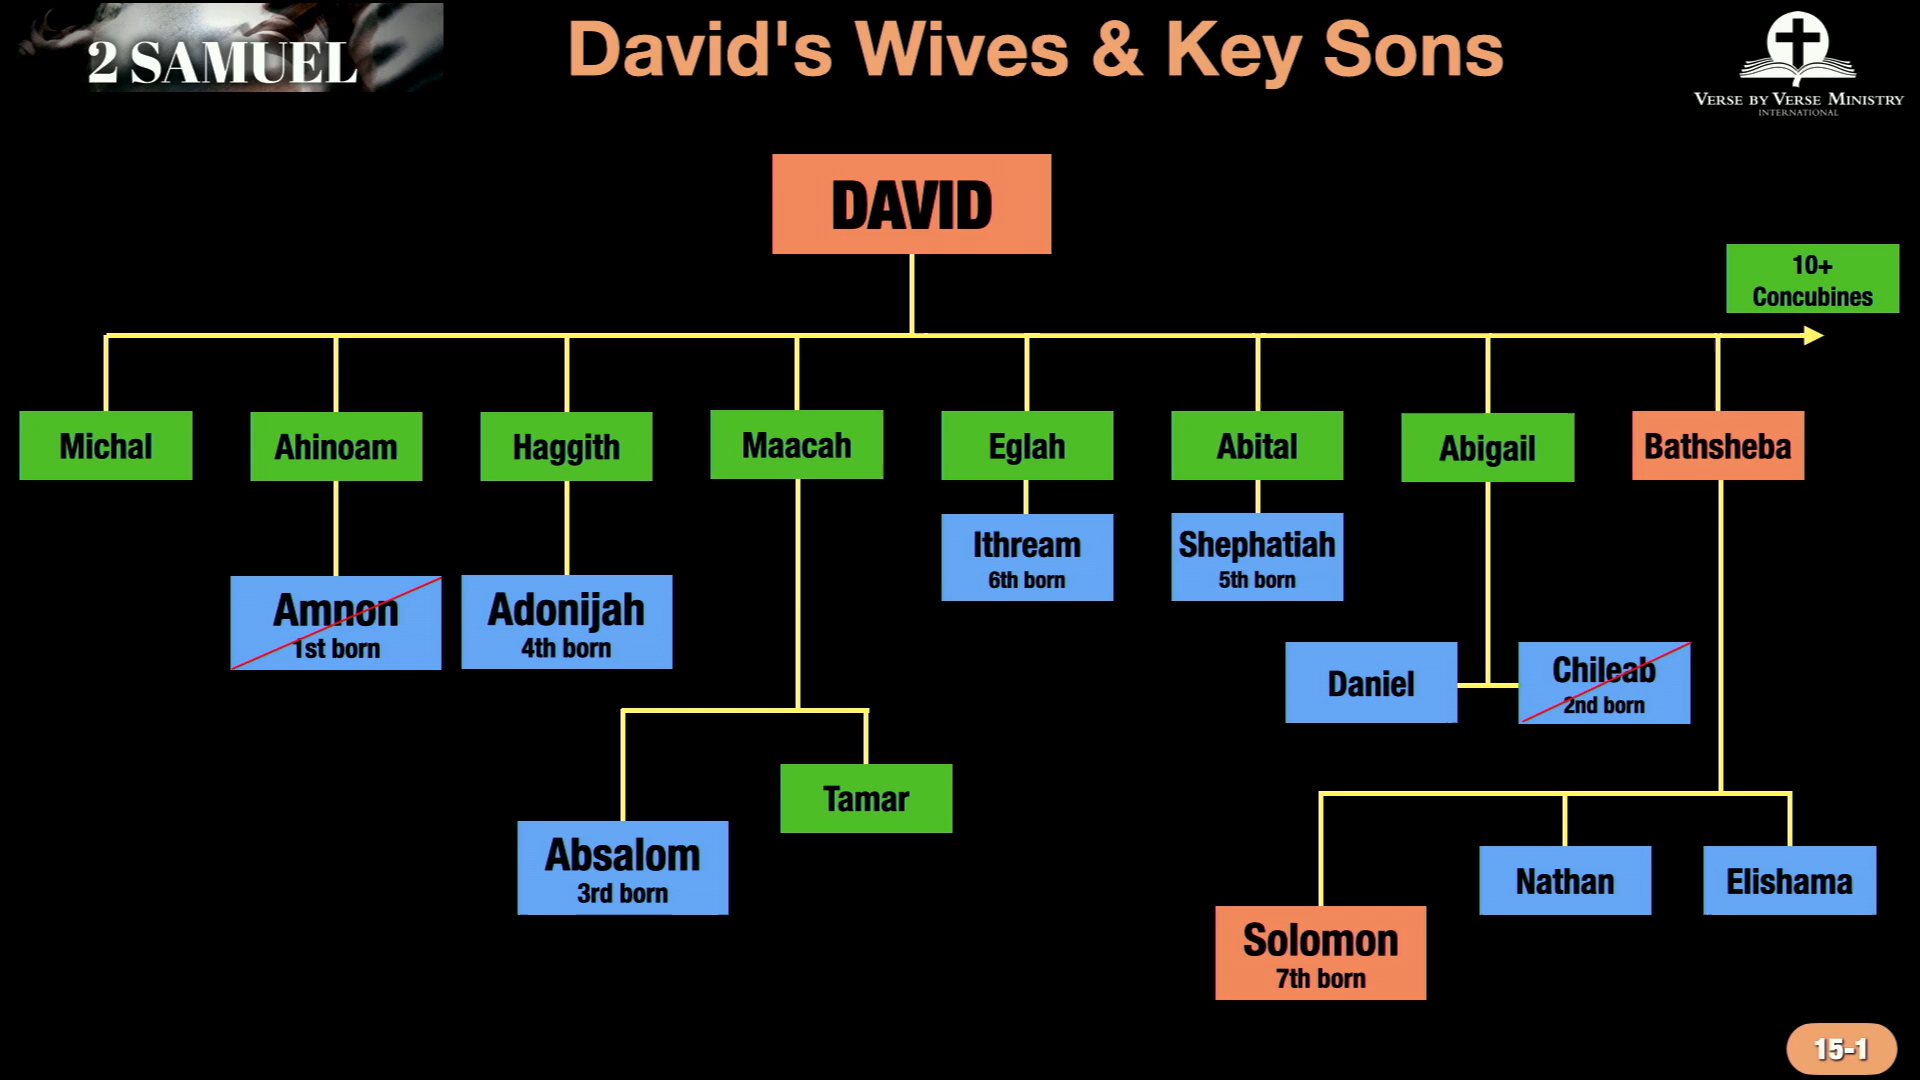 2 SAMUEL
David's Wives & Key Sons
VERSE BY VERSE MINISTRY
INTERNATIONAL
DAVID
10+
Concubines
Michal
Ahinoam
Haggith
Maacah
Eglah
Abital
Abigail
Bathsheba
Ithream
6th born
Shephatiah
5th born
Amnon
1st born
Adonijah
4th born
Daniel
Chileab
2nd born
Tamar
Absalom
3rd born
Nathan
Elishama
Solomon
7th born
15-1